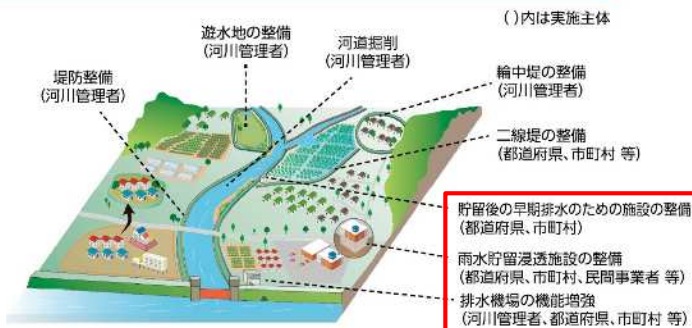 ( )内は実施主体
遊水地の整備
(河川管理者)
河道掘削
(河川管理者)
堤防整備
(河川管理者)
輪中堤の整備
(河川管理者)
二線堤の整備
(都道府県、市町村 等)
貯留後の早期排水のための施設の整備
(都道府県、市町村)
雨水貯留浸透施設の整備
(都道府県、市町村、民間事業者 等)
排水機場の機能増強
(河川管理者、都道府県、市町村 等)